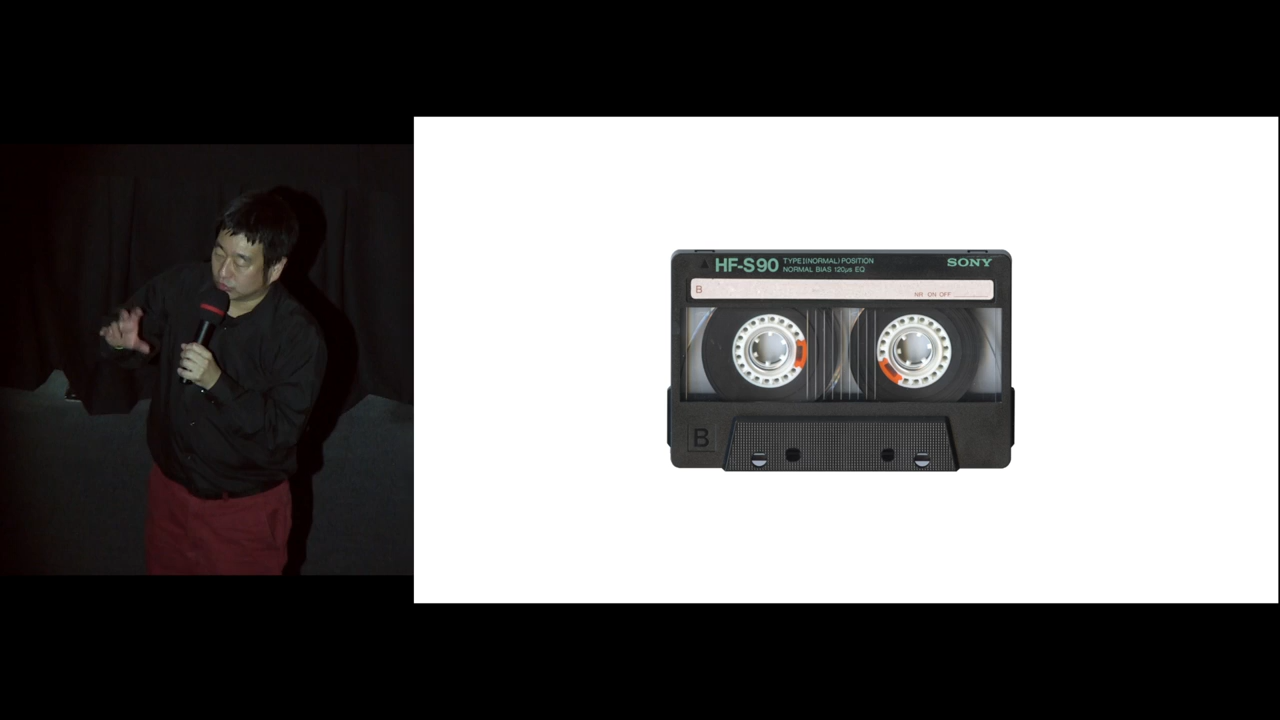 HF-S90 TYPE I (NORMAL) POSITION SONY
NORMAL BIAS 120μs EQ
B NR ON OFF
B